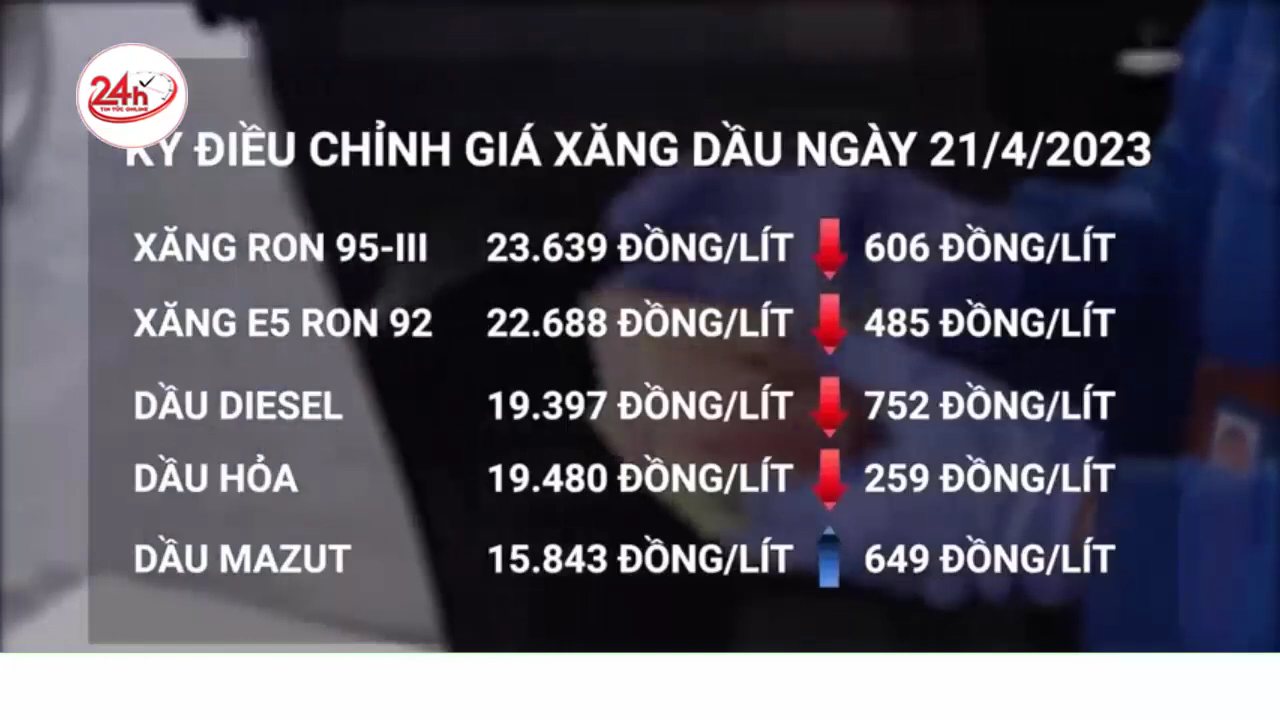 24h
TIN TỨC ONLINE
KỲ ĐIỀU CHỈNH GIÁ XĂNG DẦU NGÀY 21/4/2023
XĂNG RON 95-III 23.639 ĐỒNG/LÍT 606 ĐỒNG/LÍT
XĂNG E5 RON 92 22.688 ĐỒNG/LÍT 485 ĐỒNG/LÍT
DẦU DIESEL 19.397 ĐỒNG/LÍT 752 ĐỒNG/LÍT
DẦU HỎA 19.480 ĐỒNG/LÍT 259 ĐỒNG/LÍT
DẦU MAZUT 15.843 ĐỒNG/LÍT 649 ĐỒNG/LÍT